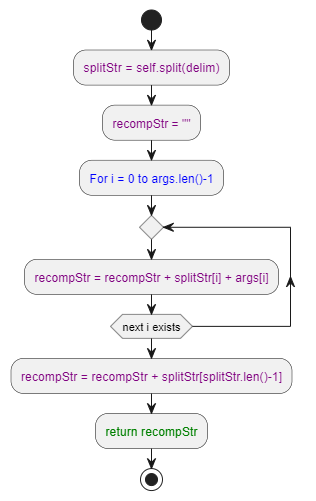 splitStr = self.split(delim)
recompStr = ""
For i = 0 to args.len()-1
recompStr = recompStr + splitStr[i] + args[i]
next i exists
recompStr = recompStr + splitStr[splitStr.len()-1]
return recompStr